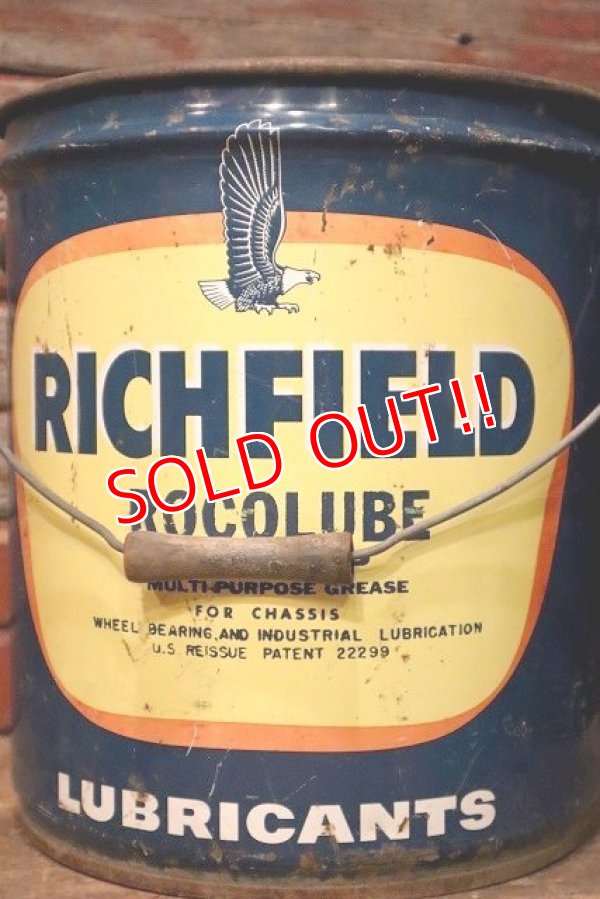 RICHFIELD
SOLD OUT!!
ROCOLUBE
MULTI-PURPOSE GREASE
FOR CHASSIS
WHEEL BEARING, AND INDUSTRIAL LUBRICATION
U.S. REISSUE PATENT 22299
LUBRICANTS